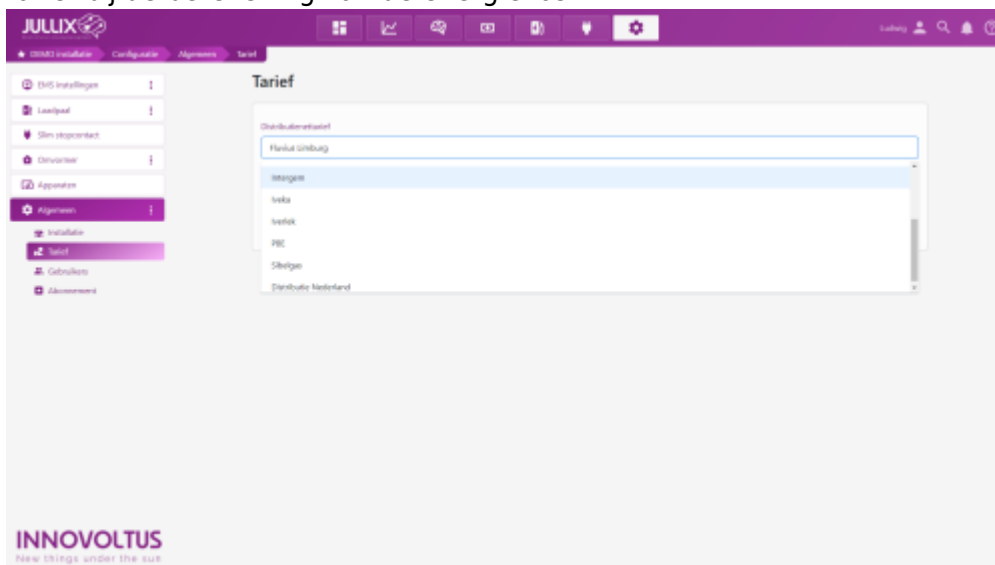 JULLIX
Ludwig
DEMO installatie
Configuratie
Algemeen
Tarief
EMS instellingen
Laadpaal
Slim stopcontact
Omvormer
Apparaten
Algemeen
Installatie
Tarief
Gebruikers
Abonnement
Tarief
Distributienettarief
Fluvius Limburg
Intergem
Iveka
Iverlek
PBE
Sibelgas
Distributie Nederland
INNOVOLTUS
New things under the sun